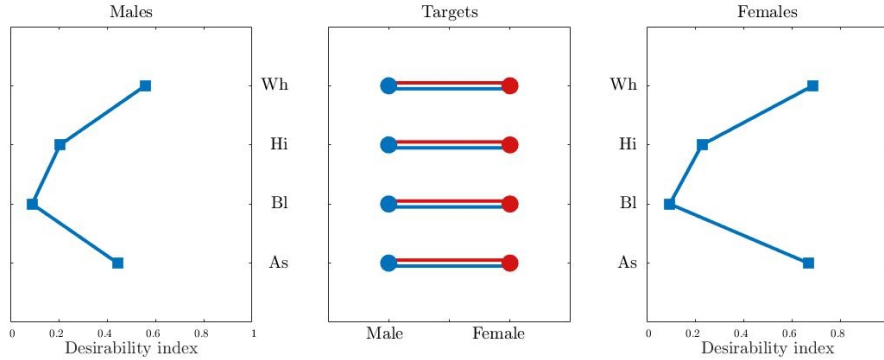 Males
Targets
Females
Wh
Hi
Bl
As
Wh
Hi
Bl
As
0 0.2 0.4 0.6 0.8 1
Desirability index
Male Female
0 0.2 0.4 0.6 0.8
Desirability index